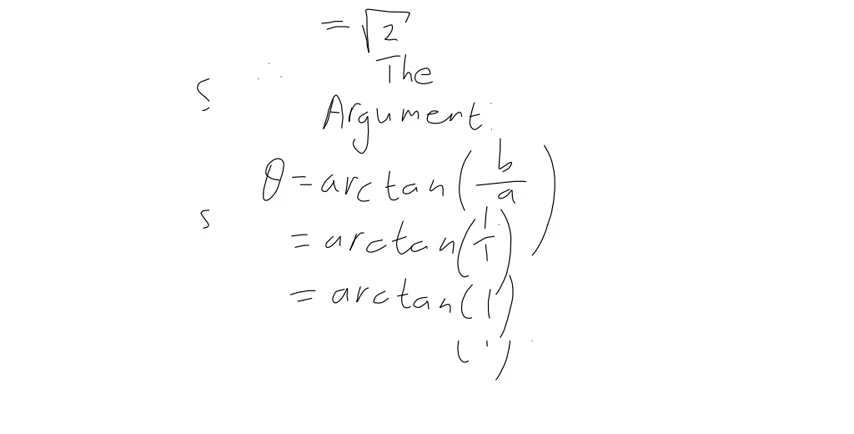 = √2
The
Argument:
θ = arctan(b/a)
= arctan(1/1)
= arctan(1)